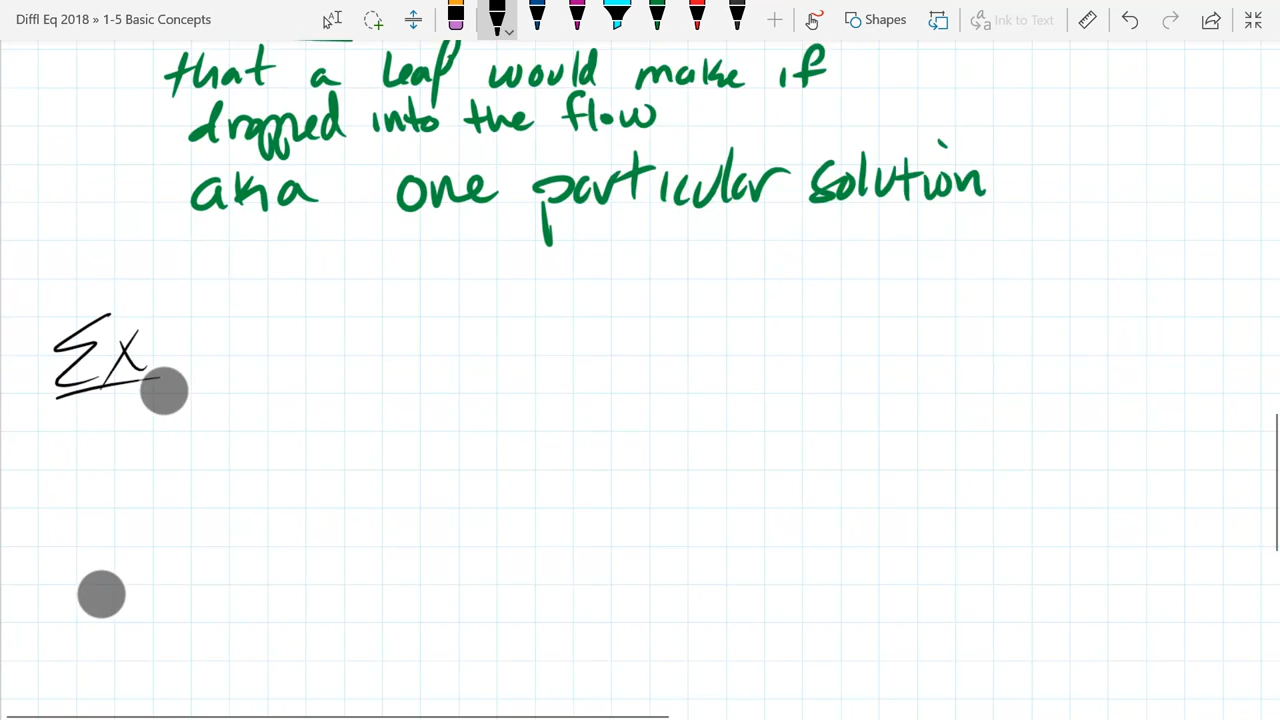 Diffl Eq 2018 » 1-5 Basic Concepts
Shapes
Ink to Text
that a leaf would make if
dropped into the flow
aka one particular solution
Ex